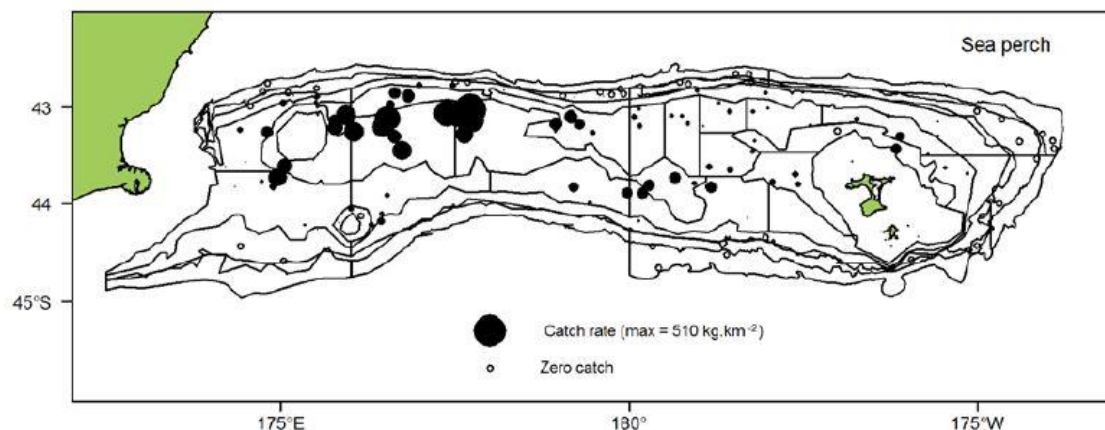 Sea perch
43
44
45°S
Catch rate (max = 510 kg.km⁻²)
Zero catch
175°E
180°
175°W